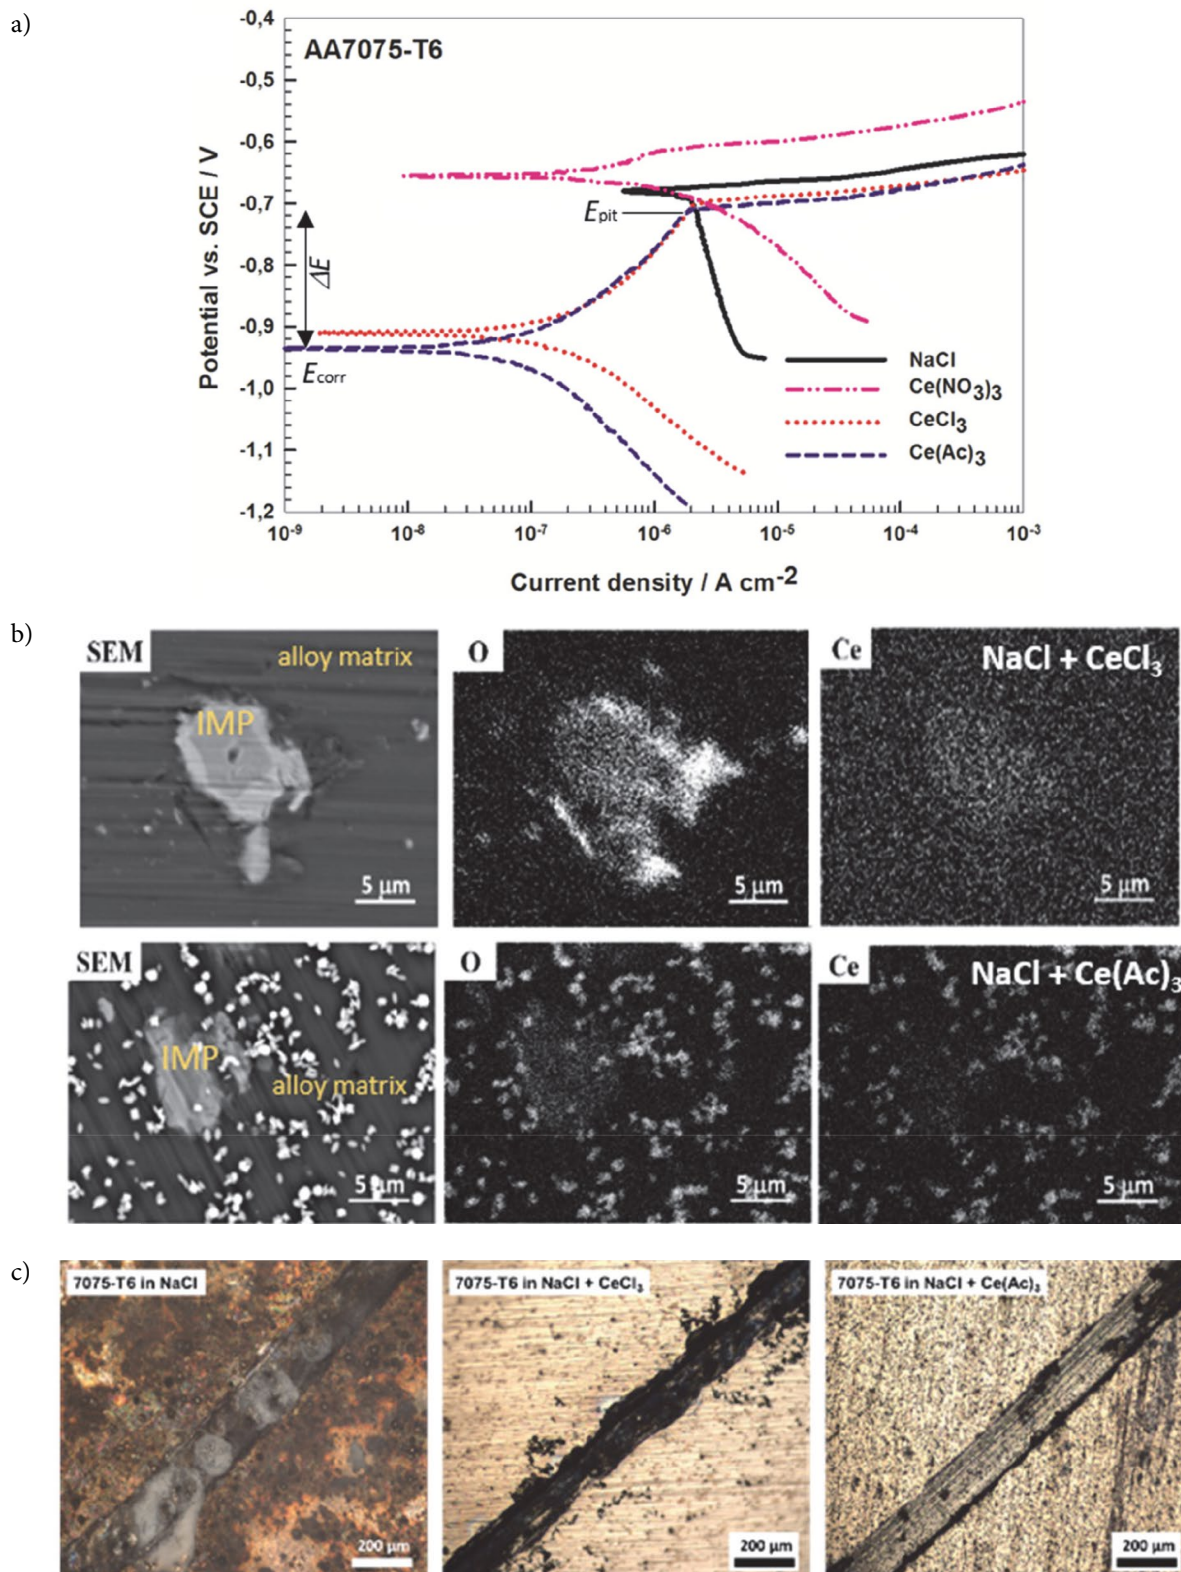 a)
AA7075-T6
-0,4
-0,5
-0,6
-0,7
-0,8
-0,9
-1,0
-1,1
-1,2
Potential vs. SCE / V
ΔE
E_pit
E_corr
NaCl
Ce(NO₃)₃
CeCl₃
Ce(Ac)₃
10⁻⁹ 10⁻⁸ 10⁻⁷ 10⁻⁶ 10⁻⁵ 10⁻⁴ 10⁻³
Current density / A cm⁻²
b)
SEM
alloy matrix
IMP
5 µm
O
5 µm
Ce
NaCl + CeCl₃
5 µm
SEM
IMP
alloy matrix
5 µm
O
5 µm
Ce
NaCl + Ce(Ac)₃
5 µm
c)
7075-T6 in NaCl
200 µm
7075-T6 in NaCl + CeCl₃
200 µm
7075-T6 in NaCl + Ce(Ac)₃
200 µm